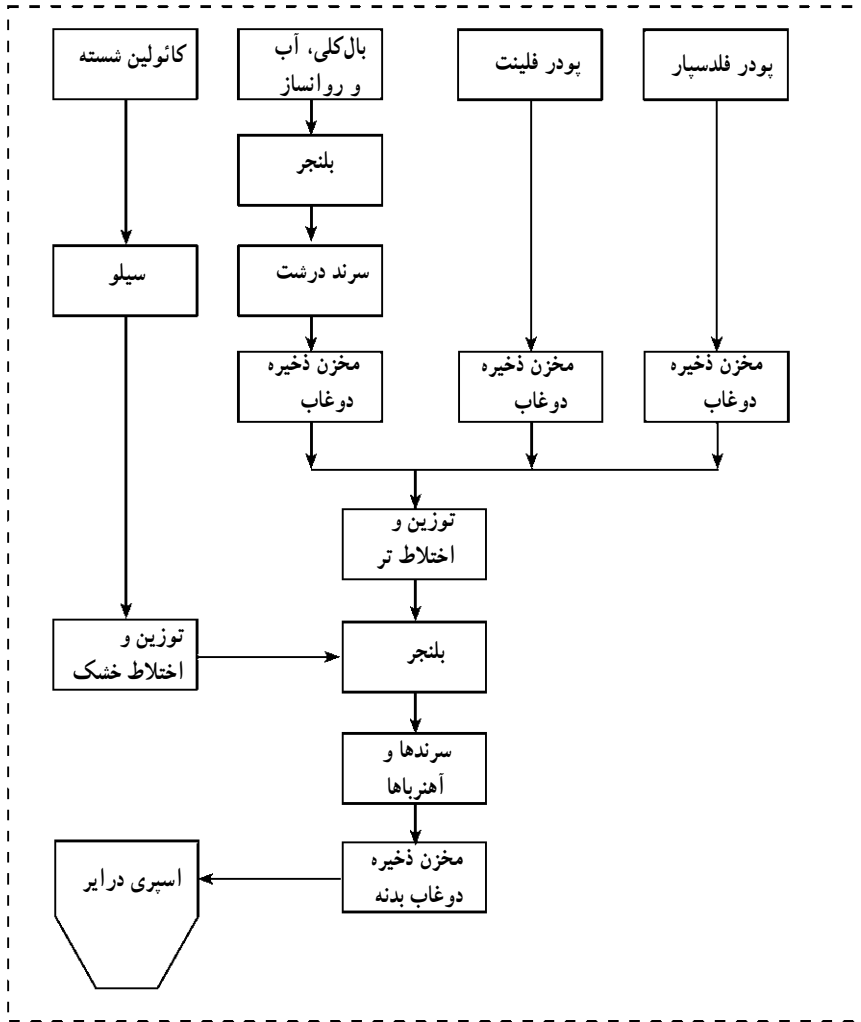 پودر فلدسپار
پودر فلینت
بال‌کلی، آب
و روانساز
کائولین شسته
بلنجر
سرند درشت
سیلو
مخزن ذخیره
دوغاب
مخزن ذخیره
دوغاب
مخزن ذخیره
دوغاب
توزین و
اختلاط تر
توزین و
اختلاط خشک
بلنجر
سرندها و
آهنرباها
مخزن ذخیره
دوغاب بدنه
اسپری درایر